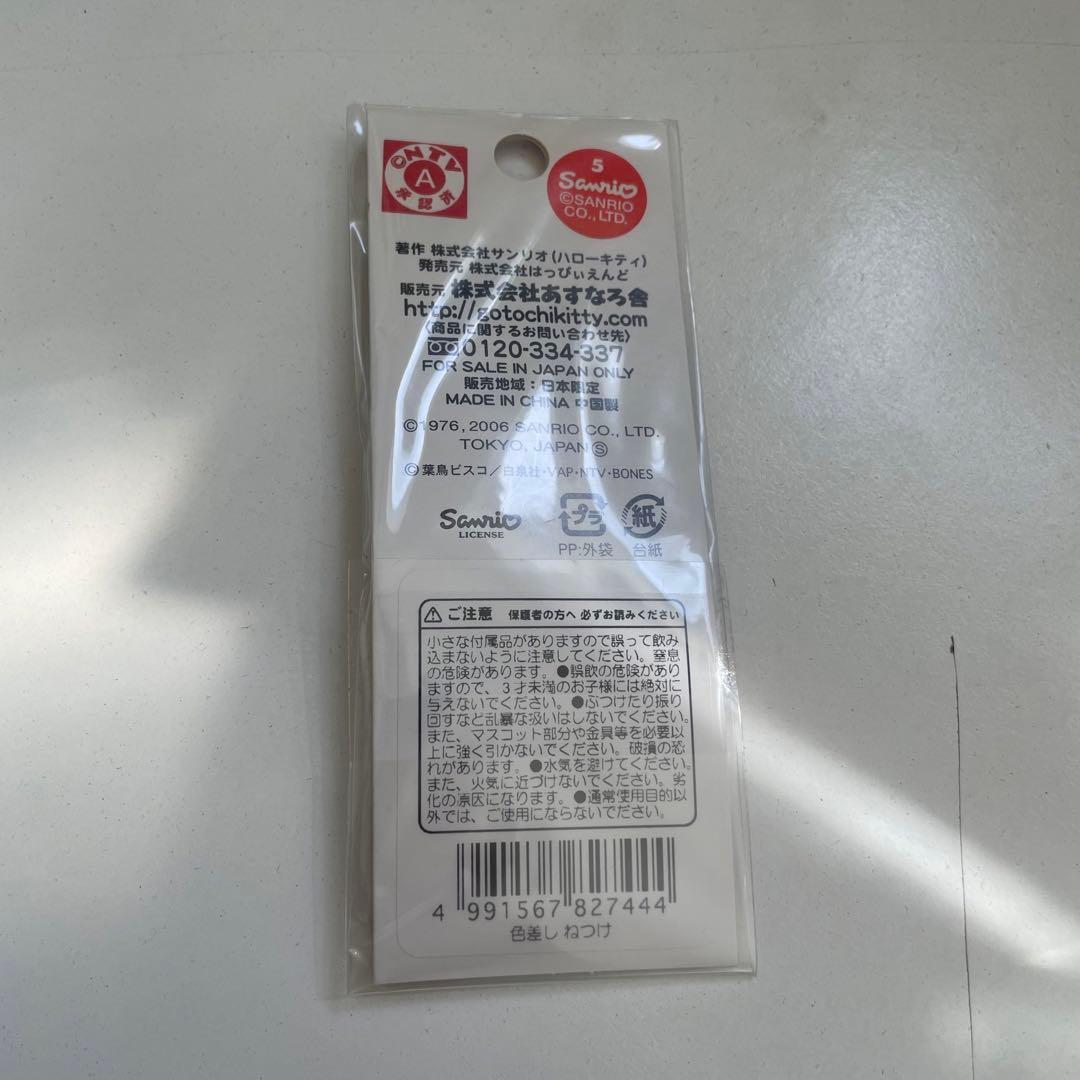 ©NTV
A
承認済
5
Sanrio
©SANRIO
CO., LTD.
著作 株式会社サンリオ(ハローキティ)
発売元 株式会社はっぴぃえんど
販売元 株式会社あすなろ舎
http://gotochikitty.com
〈商品に関するお問い合わせ先〉
0120-334-337
FOR SALE IN JAPAN ONLY
販売地域:日本限定
MADE IN CHINA 中国製
©1976, 2006 SANRIO CO., LTD.
TOKYO, JAPAN Ⓢ
©葉鳥ビスコ/白泉社・VAP・NTV・BONES
Sanrio
LICENSE
プラ
紙
PP:外袋
台紙
ご注意 保護者の方へ 必ずお読みください
小さな付属品がありますので誤って飲み
込まないように注意してください。窒息
の危険があります。●誤飲の危険があり
ますので、3才未満のお子様には絶対に
与えないでください。●ぶつけたり振り
回すなど乱暴な扱いはしないでください。
また、マスコット部分や金具等を必要以
上に強く引かないでください。破損の恐
れがあります。●水気を避けてください。
また、火気に近づけないでください。劣
化の原因になります。●通常使用目的以
外では、ご使用にならないでださい。
4 991567 827444
色差し ねつけ